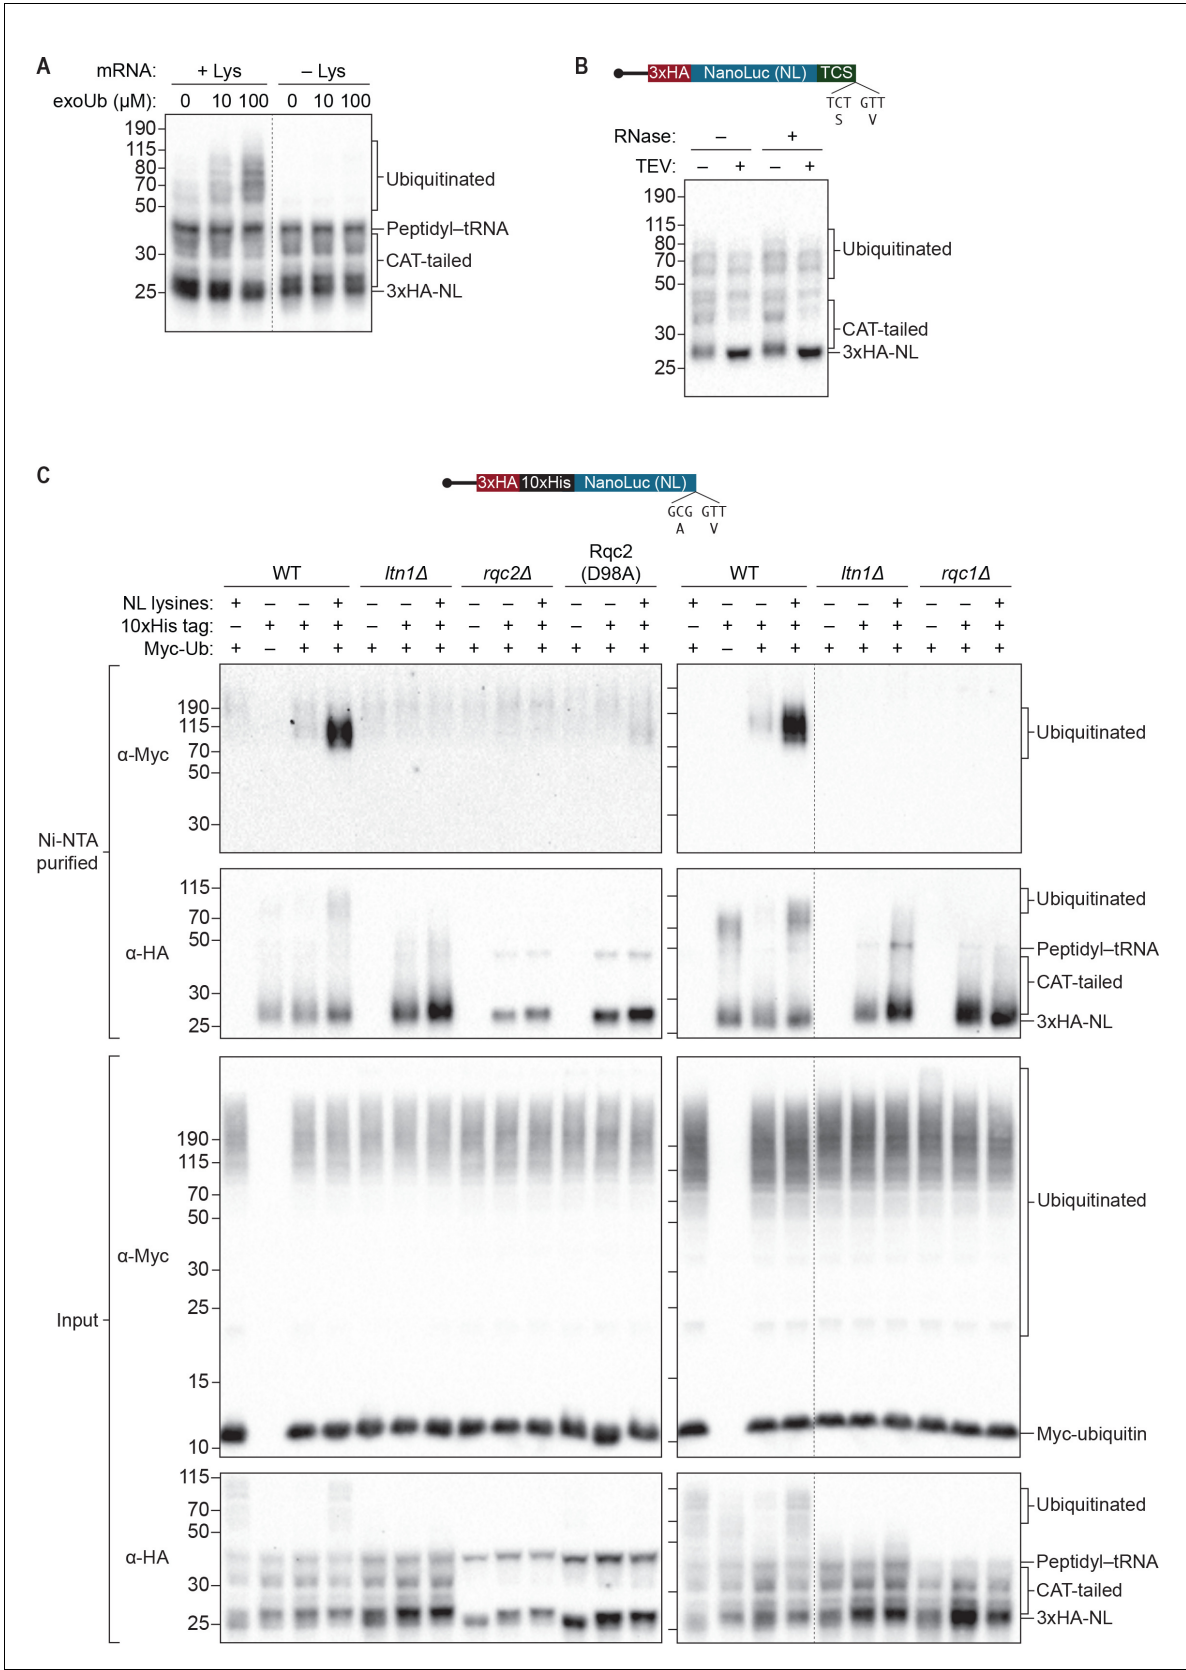 A
mRNA: + Lys – Lys
exoUb (µM): 0 10 100 0 10 100
190
115
80
70
50
30
25
Ubiquitinated
Peptidyl–tRNA
CAT-tailed
3xHA-NL
B
3xHA NanoLuc (NL) TCS
TCT GTT
S V
RNase: – +
TEV: – + – +
190
115
80
70
50
30
25
Ubiquitinated
CAT-tailed
3xHA-NL
C
3xHA 10xHis NanoLuc (NL)
GCG GTT
A V
WT ltn1Δ rqc2Δ Rqc2 (D98A) WT ltn1Δ rqc1Δ
NL lysines: + – – + – – + – – + – – + + – – + – – + – – +
10xHis tag: – + + + – + + – + + – + + – + + + – + + – + +
Myc-Ub: + – + + + + + + + + + + + + – + + + + + + + +
Ni-NTA purified
α-Myc
190
115
70
50
30
Ubiquitinated
α-HA
115
70
50
30
25
Ubiquitinated
Peptidyl–tRNA
CAT-tailed
3xHA-NL
Input
α-Myc
190
115
70
50
30
25
15
10
Ubiquitinated
Myc-ubiquitin
α-HA
115
70
50
30
25
Ubiquitinated
Peptidyl–tRNA
CAT-tailed
3xHA-NL